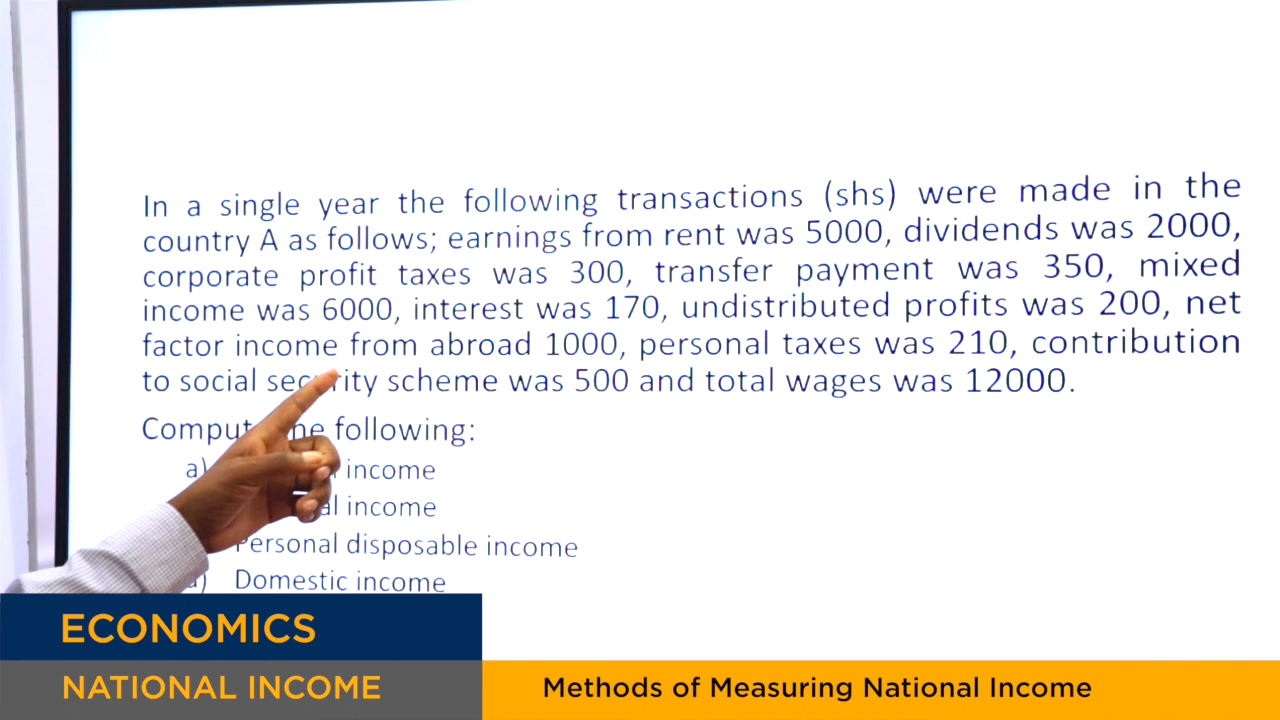 In a single year the following transactions (shs) were made in the
country A as follows; earnings from rent was 5000, dividends was 2000,
corporate profit taxes was 300, transfer payment was 350, mixed
income was 6000, interest was 170, undistributed profits was 200, net
factor income from abroad 1000, personal taxes was 210, contribution
to social security scheme was 500 and total wages was 12000.
Compute the following:
a) income
income
Personal disposable income
d) Domestic income
ECONOMICS
NATIONAL INCOME
Methods of Measuring National Income